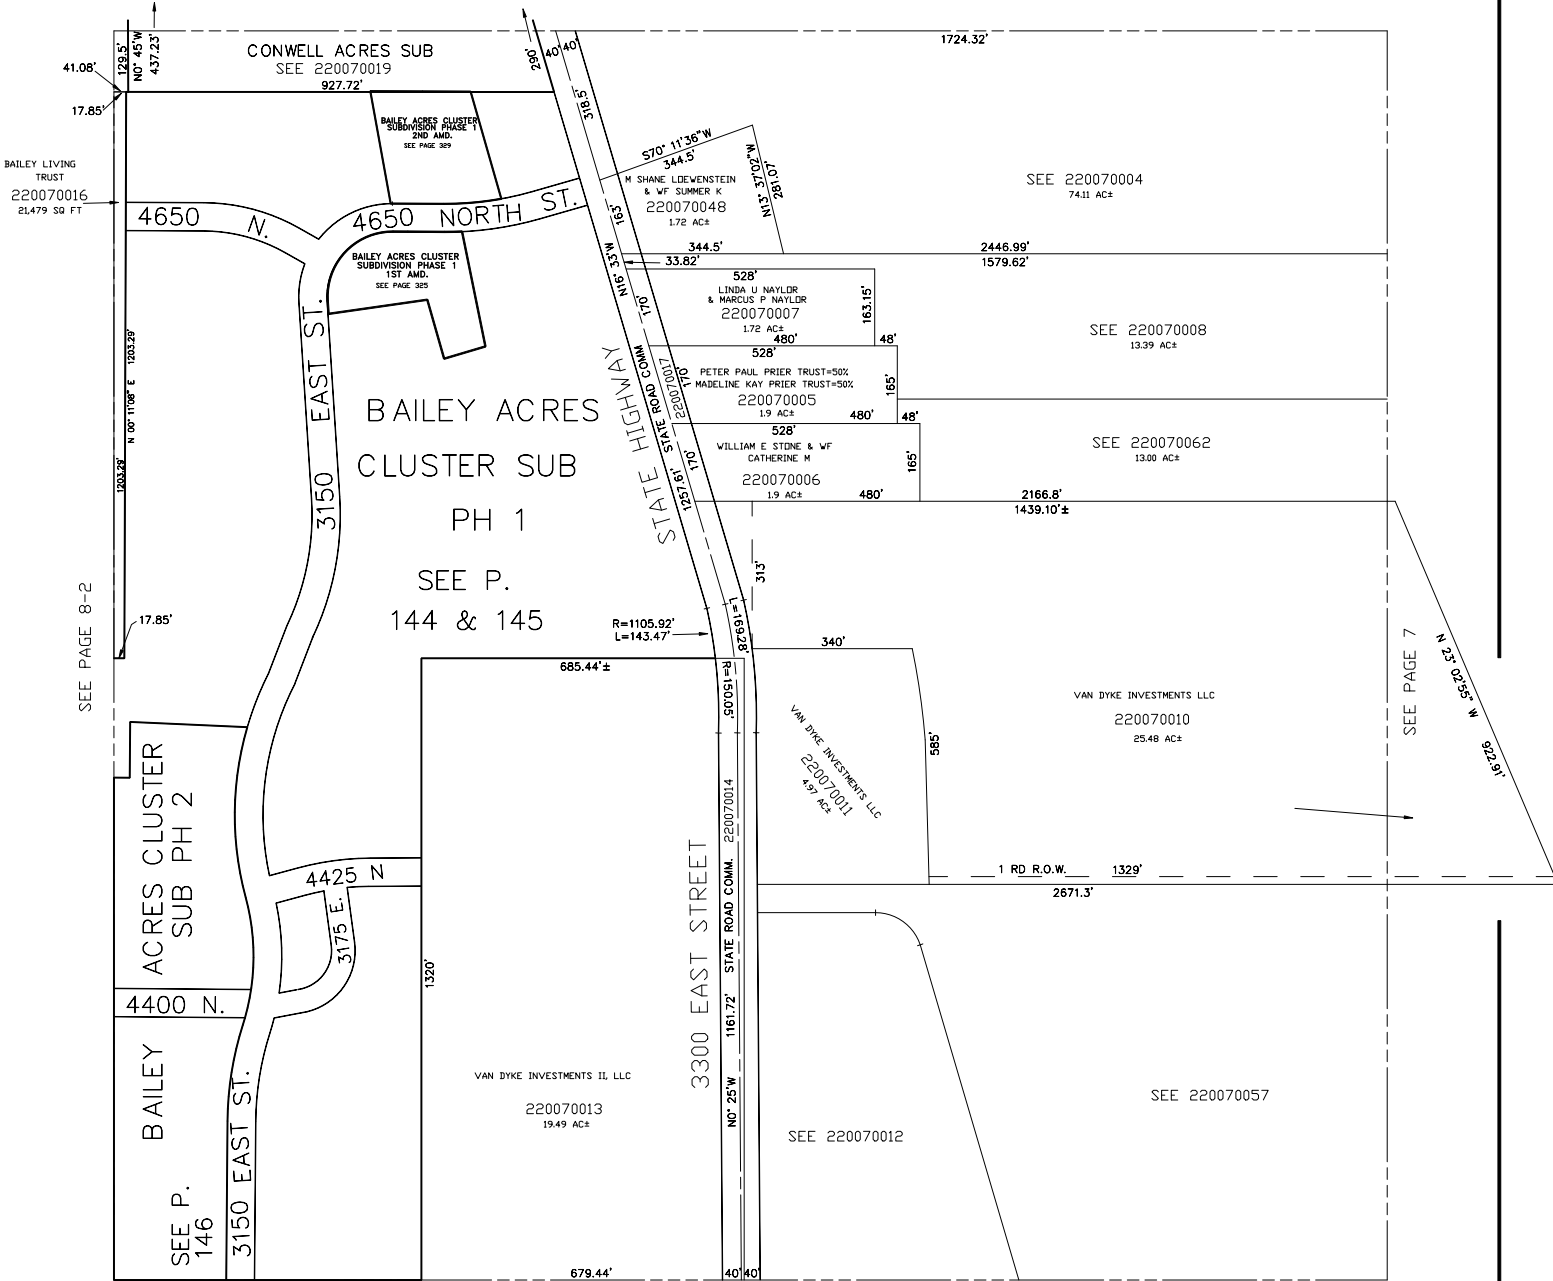 CONWELL ACRES SUB
SEE 220070019
927.72'
129.5'
N0° 45'W
437.23'
41.08'
17.85'
290'
40' 40'
1724.32'
318.5'
BAILEY ACRES CLUSTER
SUBDIVISION PHASE 1
2ND AMD.
SEE PAGE 329
BAILEY LIVING
TRUST
220070016
21,479 SQ FT
4650 N.
4650 NORTH ST.
BAILEY ACRES CLUSTER
SUBDIVISION PHASE 1
1ST AMD.
SEE PAGE 325
S70° 11'36"W
344.5'
M SHANE LOEWENSTEIN
& WF SUMMER K
220070048
1.72 AC±
N13° 37'02"W
281.07'
163'
SEE 220070004
74.11 AC±
344.5'
2446.99'
33.82'
1579.62'
N16° 33'W
528'
LINDA U NAYLOR
& MARCUS P NAYLOR
220070007
1.72 AC±
163.15'
170'
480'
48'
SEE 220070008
13.39 AC±
528'
PETER PAUL PRIER TRUST=50%
MADELINE KAY PRIER TRUST=50%
220070005
1.9 AC±
165'
170'
480'
48'
528'
WILLIAM E STONE & WF
CATHERINE M
220070006
1.9 AC±
165'
170'
480'
SEE 220070062
13.00 AC±
2166.8'
1439.10'±
STATE HIGHWAY
1257.61'
STATE ROAD COMM
220070017
N 00° 11'08" E
1203.29'
1203.29'
3150 EAST ST.
BAILEY ACRES
CLUSTER SUB
PH 1
SEE P.
144 & 145
SEE PAGE 8-2
17.85'
R=1105.92'
L=143.47'
L=169.28'
R=1150.05'
313'
340'
685.44'±
VAN DYKE INVESTMENTS LLC
220070011
4.97 AC±
585'
VAN DYKE INVESTMENTS LLC
220070010
25.48 AC±
SEE PAGE 7
N 23° 02'55" W
922.91'
1 RD R.O.W.
1329'
2671.3'
ACRES CLUSTER
SUB PH 2
4425 N
3175 E.
4400 N.
BAILEY
SEE P.
146
3150 EAST ST.
1320'
VAN DYKE INVESTMENTS II, LLC
220070013
19.49 AC±
3300 EAST STREET
N0° 25'W
1161.72'
STATE ROAD COMM.
220070014
SEE 220070012
SEE 220070057
679.44'
40' 40'